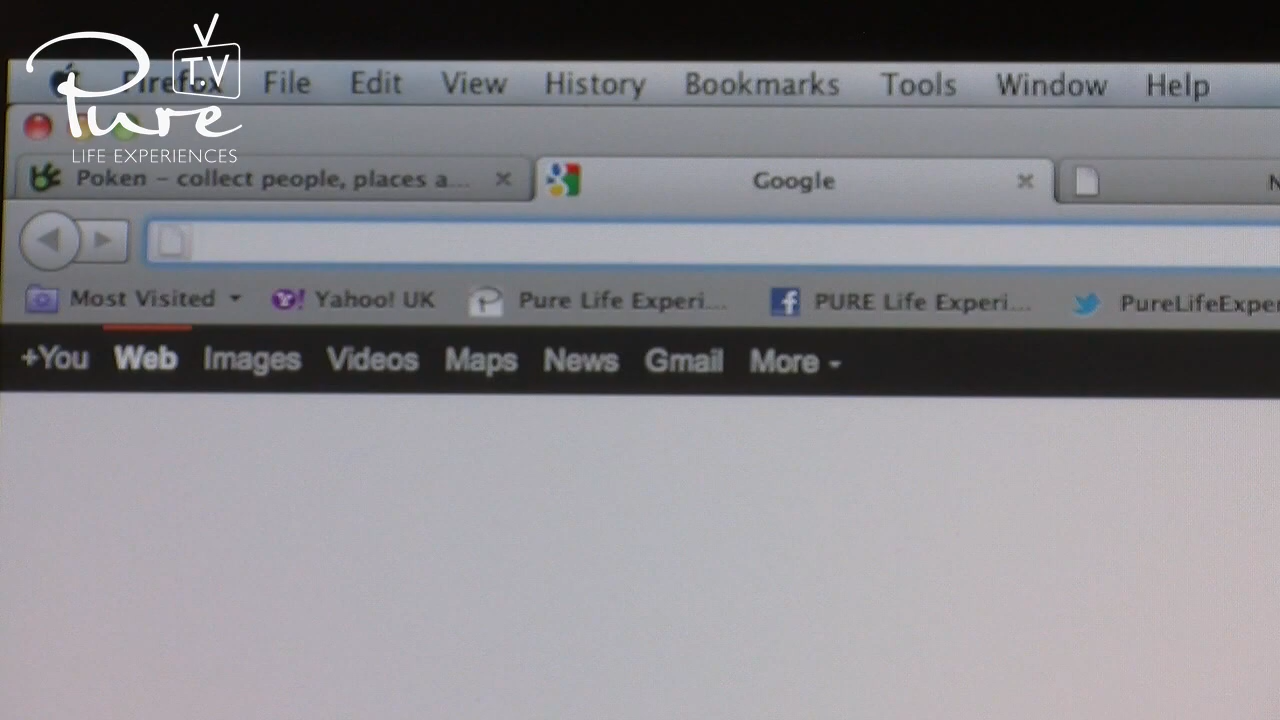 Pure T.V
LIFE EXPERIENCES
Firefox File Edit View History Bookmarks Tools Window Help
Poken – collect people, places a... Google
Most Visited Yahoo! UK Pure Life Experi... PURE Life Experi... PureLifeExper
+You Web Images Videos Maps News Gmail More